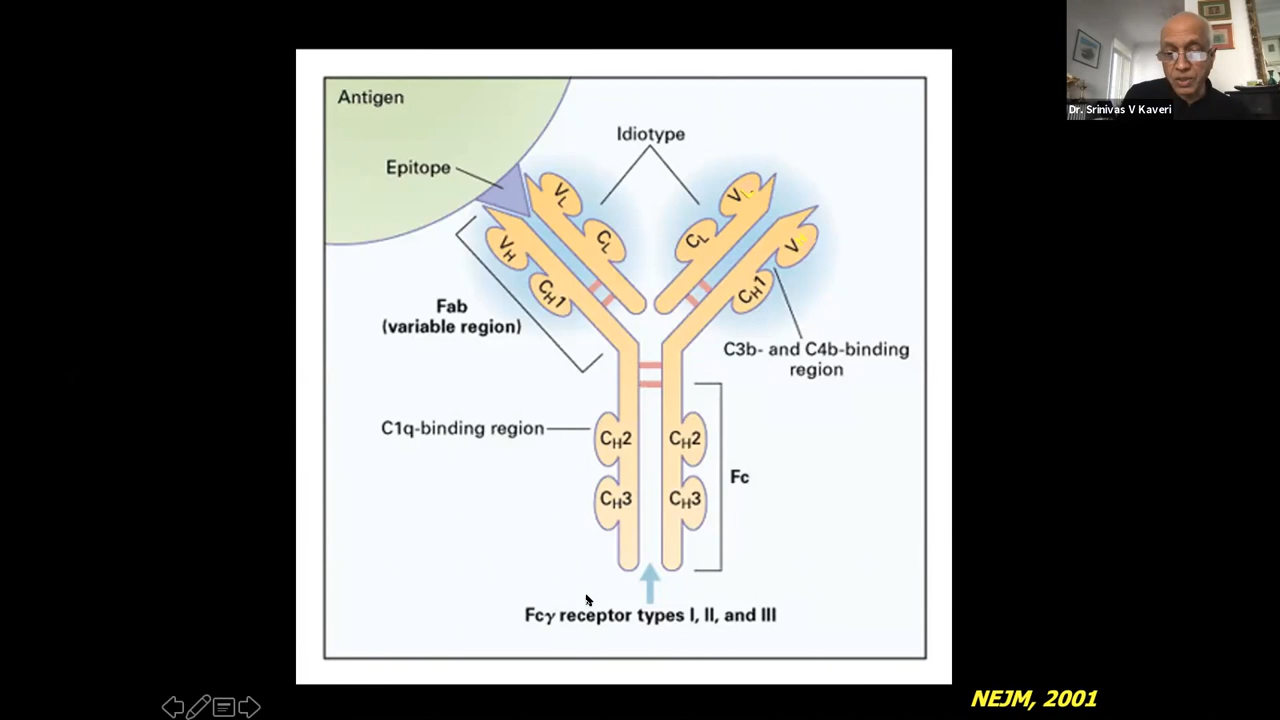 Dr. Srinivas V Kaveri
Antigen
Idiotype
Epitope
VL
VL
CL
CL
VH
V
CH1
CH1
Fab
(variable region)
C3b- and C4b-binding
region
C1q-binding region
CH2
CH2
Fc
CH3
CH3
Fcγ receptor types I, II, and III
NEJM, 2001